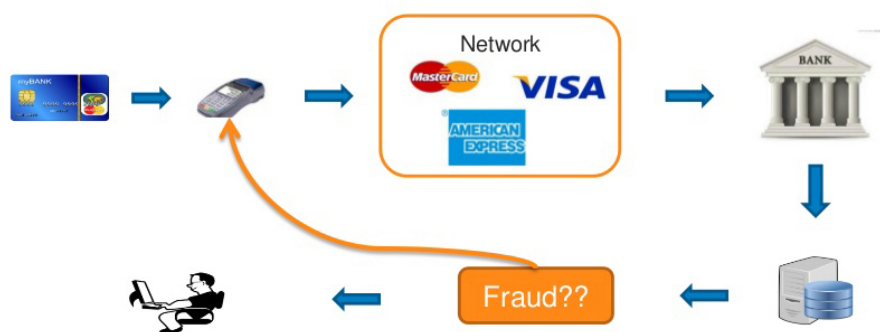 myBANK
Network
MasterCard
VISA
®
AMERICAN
EXPRESS
BANK
Fraud??